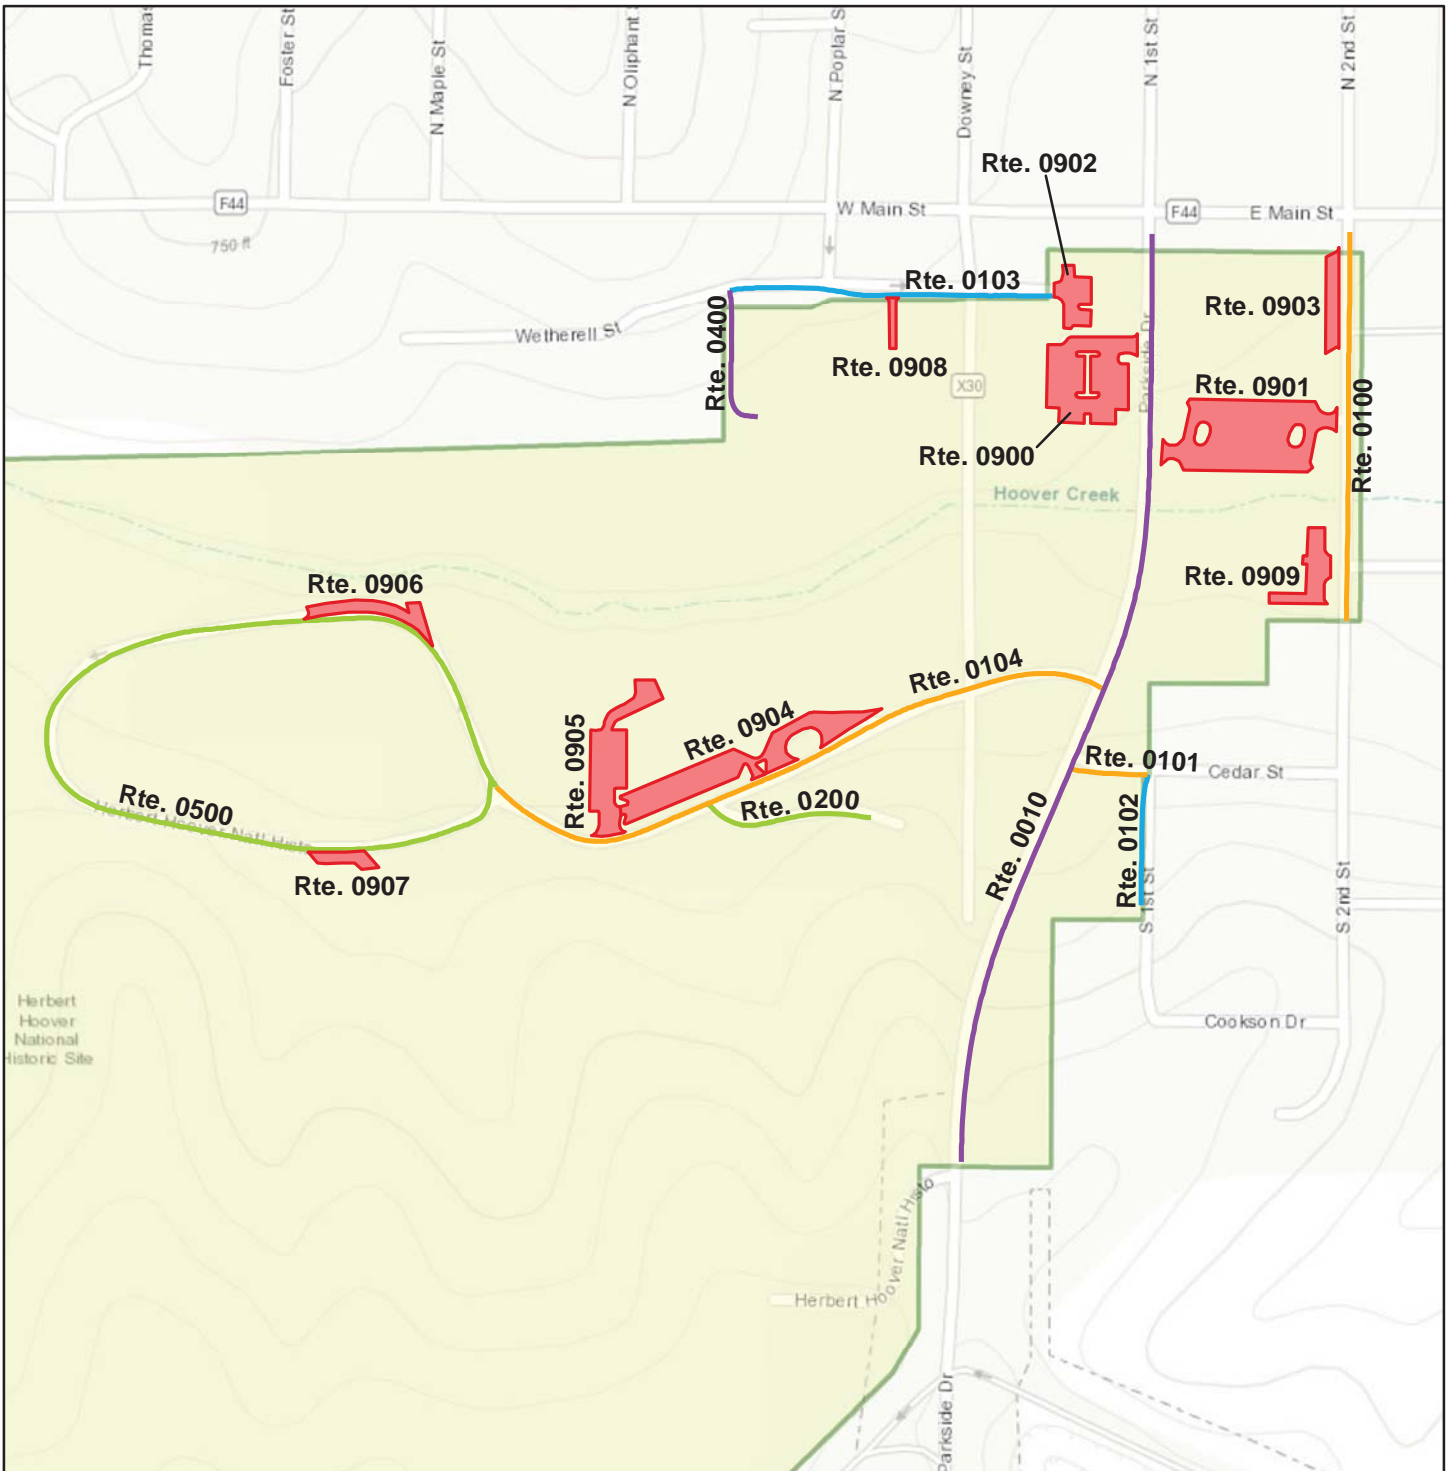 Thomas
Foster St
N Maple St
N Oliphant
N Poplar S
Downey St
N 1st St
N 2nd St
Rte. 0902
F44
W Main St
F44
E Main St
750 ft
Rte. 0103
Rte. 0903
Wetherell St
Rte. 0400
Rte. 0908
Parkside Dr
X30
Rte. 0901
Rte. 0100
Rte. 0900
Hoover Creek
Rte. 0906
Rte. 0909
Rte. 0104
Rte. 0905
Rte. 0904
Rte. 0101
Cedar St
Rte. 0500
Herbert Hoover Natl Histo
Rte. 0200
Rte. 0010
Rte. 0102
Rte. 0907
S 1st St
S 2nd St
Herbert
Hoover
National
Historic Site
Cookson Dr
Herbert Hoover Natl Histo
Parkside Dr